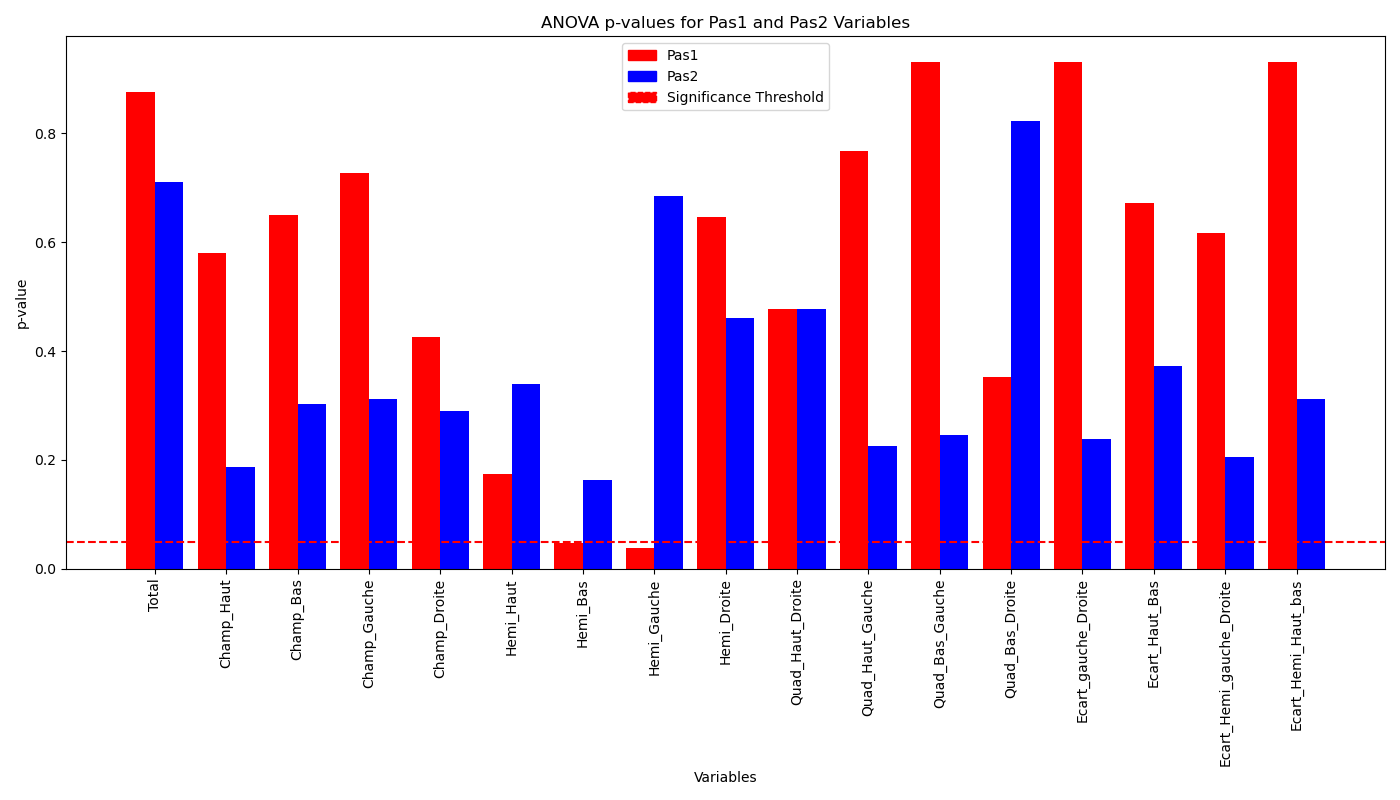 ANOVA p-values for Pas1 and Pas2 Variables
Pas1
Pas2
Significance Threshold
p-value
0.8
0.6
0.4
0.2
0.0
Total
Champ_Haut
Champ_Bas
Champ_Gauche
Champ_Droite
Hemi_Haut
Hemi_Bas
Hemi_Gauche
Hemi_Droite
Quad_Haut_Droite
Quad_Haut_Gauche
Quad_Bas_Gauche
Quad_Bas_Droite
Ecart_gauche_Droite
Ecart_Haut_Bas
Ecart_Hemi_gauche_Droite
Ecart_Hemi_Haut_bas
Variables